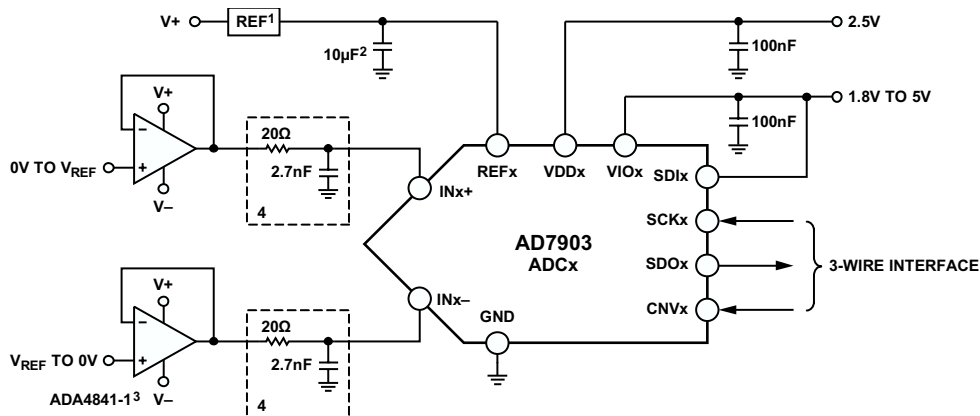 V+
REF1
10µF2
100nF
2.5V
V+
20Ω
2.7nF
0V TO VREF
V–
4
–
+
100nF
1.8V TO 5V
REFx
VDDx
VIOx
INx+
SDIx
SCKx
AD7903
ADCx
SDOx
3-WIRE INTERFACE
INx–
GND
CNVx
V+
20Ω
2.7nF
–
+
VREF TO 0V
ADA4841-13
V–
4